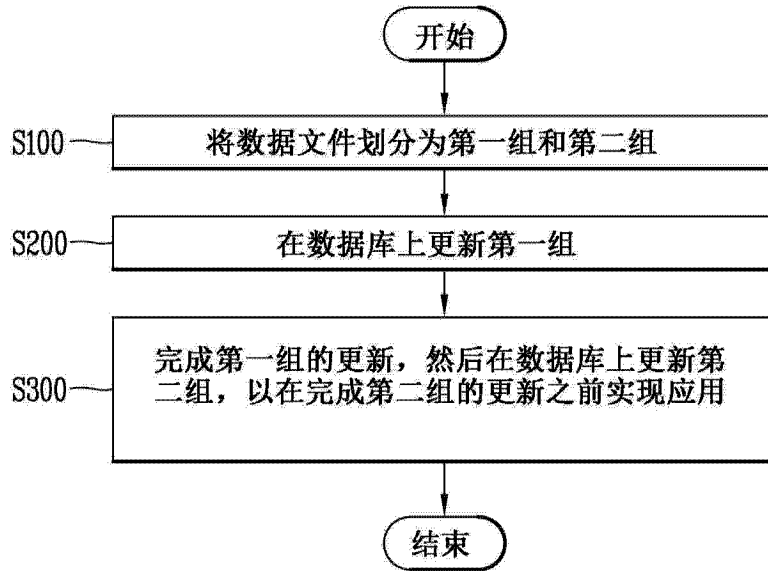 开始
S100
将数据文件划分为第一组和第二组
S200
在数据库上更新第一组
S300
完成第一组的更新，然后在数据库上更新第
二组，以在完成第二组的更新之前实现应用
结束